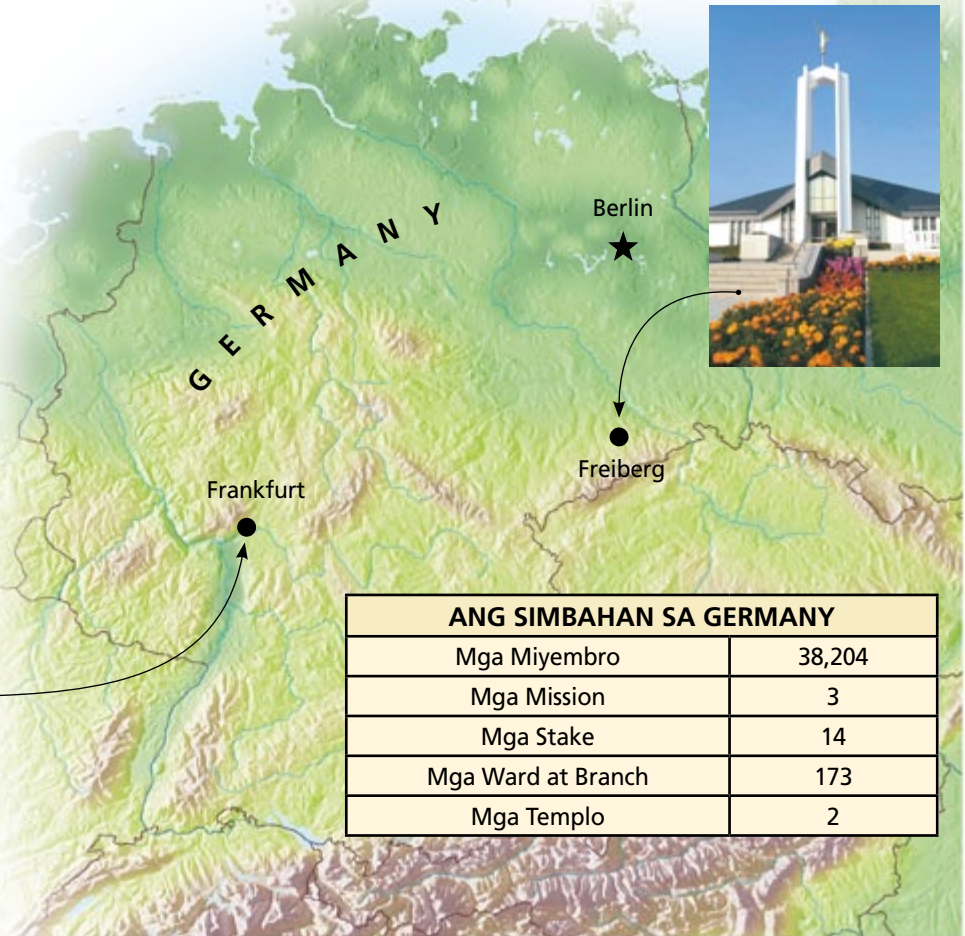 GERMANY
Berlin
Freiberg
Frankfurt
ANG SIMBAHAN SA GERMANY
Mga Miyembro 38,204
Mga Mission 3
Mga Stake 14
Mga Ward at Branch 173
Mga Templo 2